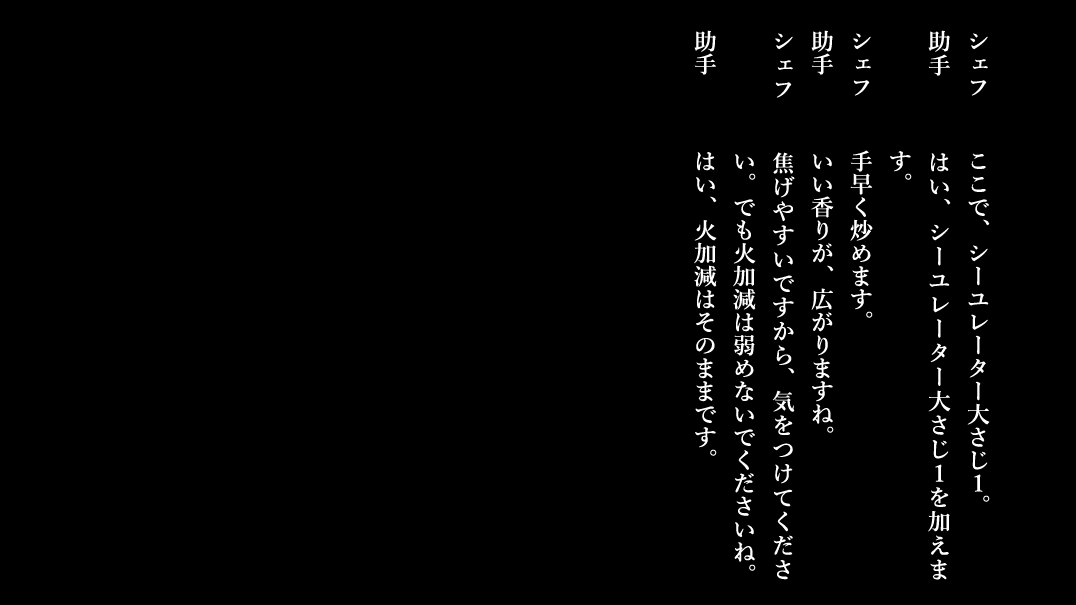 シェフ　ここで、シーユレーター大さじ1。
助手　はい、シーユレーター大さじ1を加えま
す。
シェフ　手早く炒めます。
助手　いい香りが、広がりますね。
シェフ　焦げやすいですから、気をつけてくださ
い。でも火加減は弱めないでくださいね。
助手　はい、火加減はそのままです。